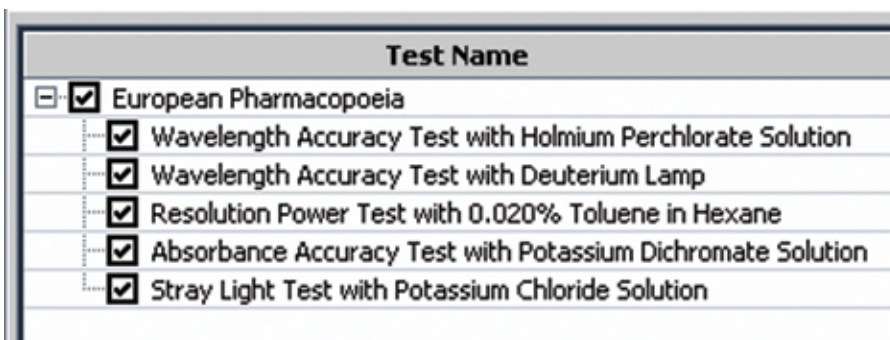 Test Name
European Pharmacopoeia
Wavelength Accuracy Test with Holmium Perchlorate Solution
Wavelength Accuracy Test with Deuterium Lamp
Resolution Power Test with 0.020% Toluene in Hexane
Absorbance Accuracy Test with Potassium Dichromate Solution
Stray Light Test with Potassium Chloride Solution